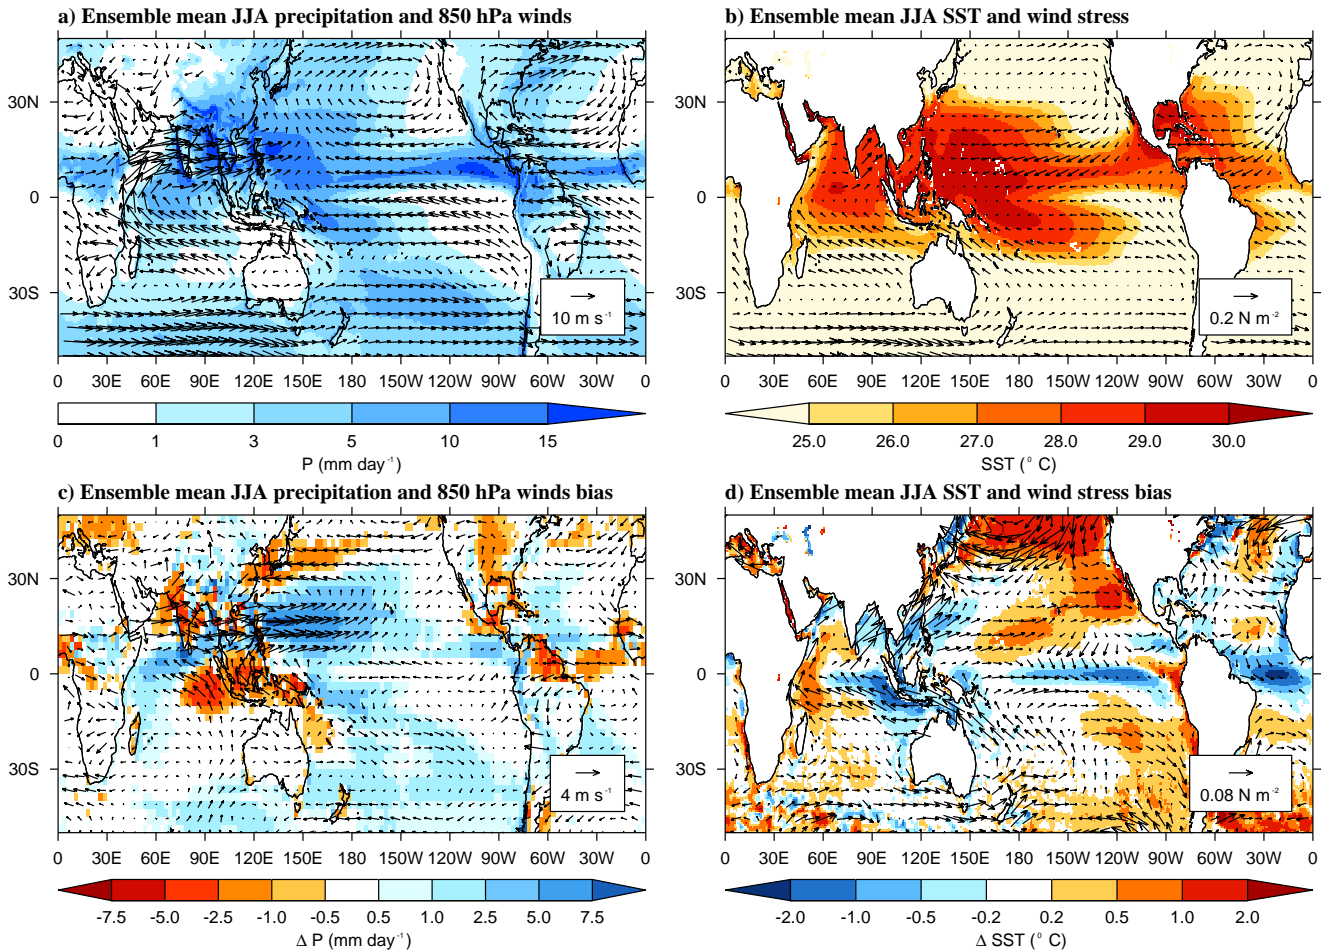 a) Ensemble mean JJA precipitation and 850 hPa winds
30N
0
30S
10 m s⁻¹
0 30E 60E 90E 120E 150E 180 150W 120W 90W 60W 30W 0
0 1 3 5 10 15
P (mm day⁻¹)
b) Ensemble mean JJA SST and wind stress
30N
0
30S
0.2 N m⁻²
0 30E 60E 90E 120E 150E 180 150W 120W 90W 60W 30W 0
25.0 26.0 27.0 28.0 29.0 30.0
SST (° C)
c) Ensemble mean JJA precipitation and 850 hPa winds bias
30N
0
30S
4 m s⁻¹
0 30E 60E 90E 120E 150E 180 150W 120W 90W 60W 30W 0
-7.5 -5.0 -2.5 -1.0 -0.5 0.5 1.0 2.5 5.0 7.5
Δ P (mm day⁻¹)
d) Ensemble mean JJA SST and wind stress bias
30N
0
30S
0.08 N m⁻²
0 30E 60E 90E 120E 150E 180 150W 120W 90W 60W 30W 0
-2.0 -1.0 -0.5 -0.2 0.2 0.5 1.0 2.0
Δ SST (° C)